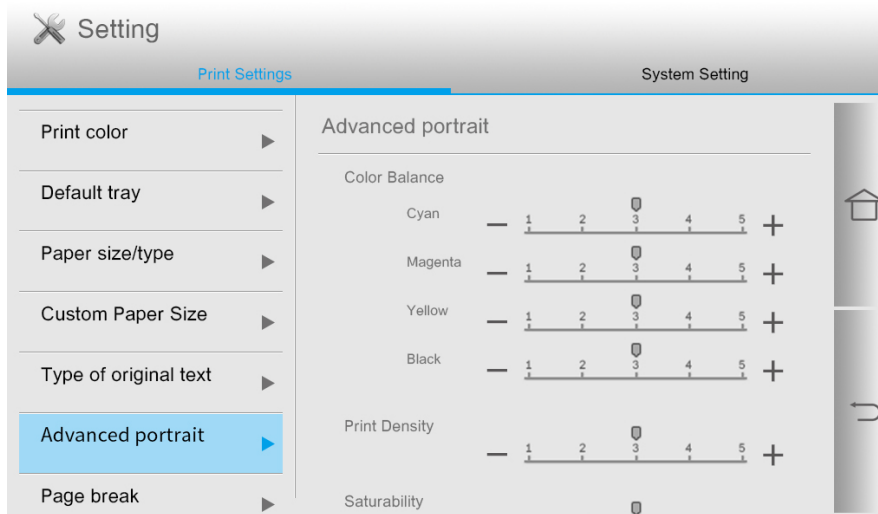 Setting
Print Settings
System Setting
Print color
Default tray
Paper size/type
Custom Paper Size
Type of original text
Advanced portrait
Page break
Advanced portrait
Color Balance
Cyan
— 1 2 3 4 5 +
Magenta
— 1 2 3 4 5 +
Yellow
— 1 2 3 4 5 +
Black
— 1 2 3 4 5 +
Print Density
— 1 2 3 4 5 +
Saturability